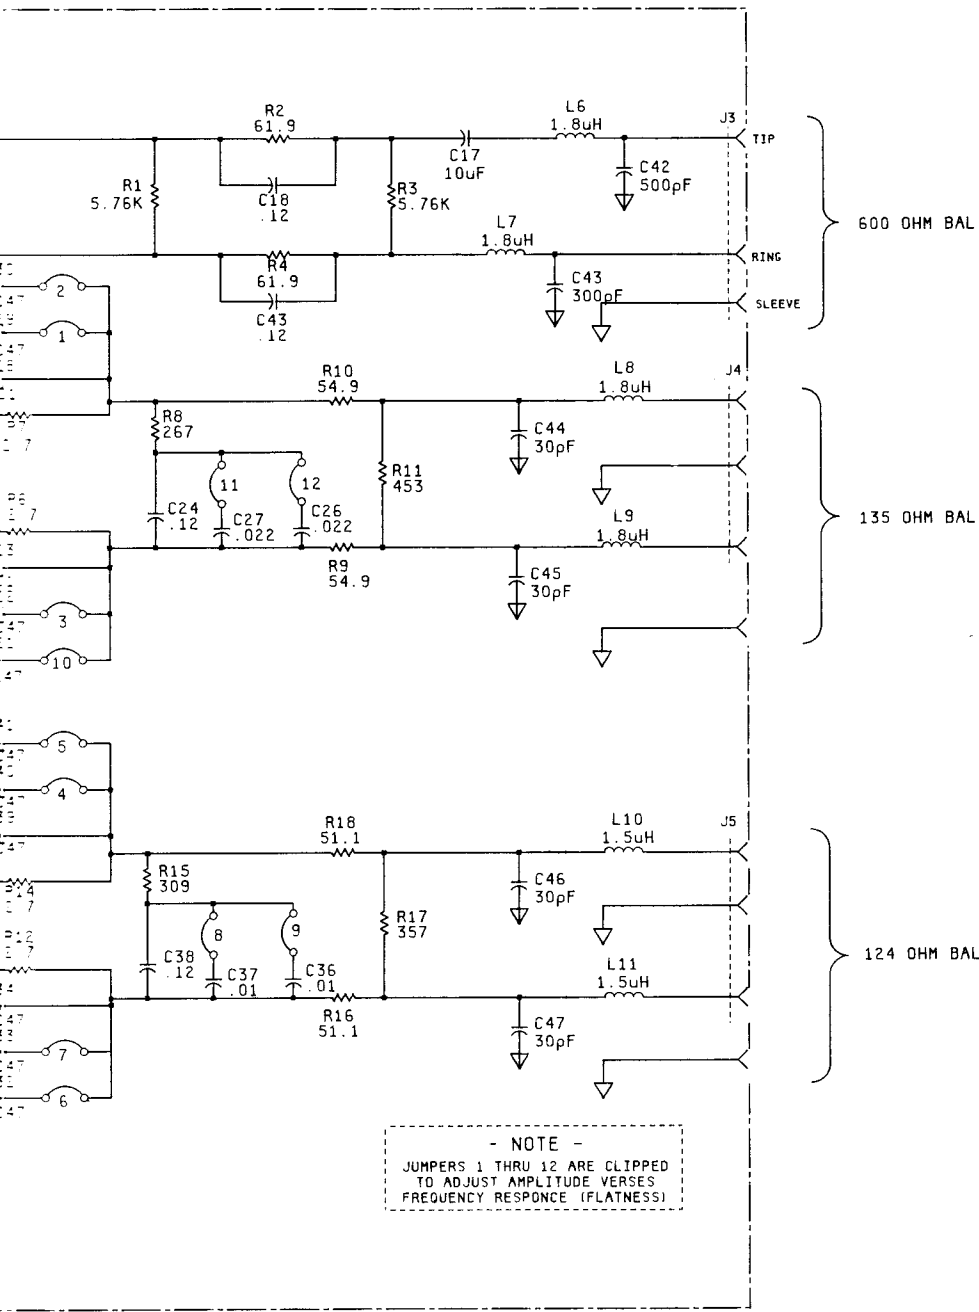 R2
61.9
L6
1.8uH
J3
TIP
C17
10uF
C42
500pF
R1
5.76K
C18
.12
R3
5.76K
L7
1.8uH
600 OHM BAL
RING
R4
61.9
C43
.12
C43
300pF
SLEEVE
2
1
R10
54.9
L8
1.8uH
J4
R8
267
C44
30pF
R11
453
11
12
C24
.12
C27
.022
C26
.022
L9
1.8uH
135 OHM BAL
R9
54.9
C45
30pF
3
10
5
4
R18
51.1
L10
1.5uH
J5
R15
309
C46
30pF
R17
357
8
9
C38
.12
C37
.01
C36
.01
L11
1.5uH
124 OHM BAL
R16
51.1
C47
30pF
R14
R12
7
6
- NOTE -
JUMPERS 1 THRU 12 ARE CLIPPED
TO ADJUST AMPLITUDE VERSES
FREQUENCY RESPONCE (FLATNESS)